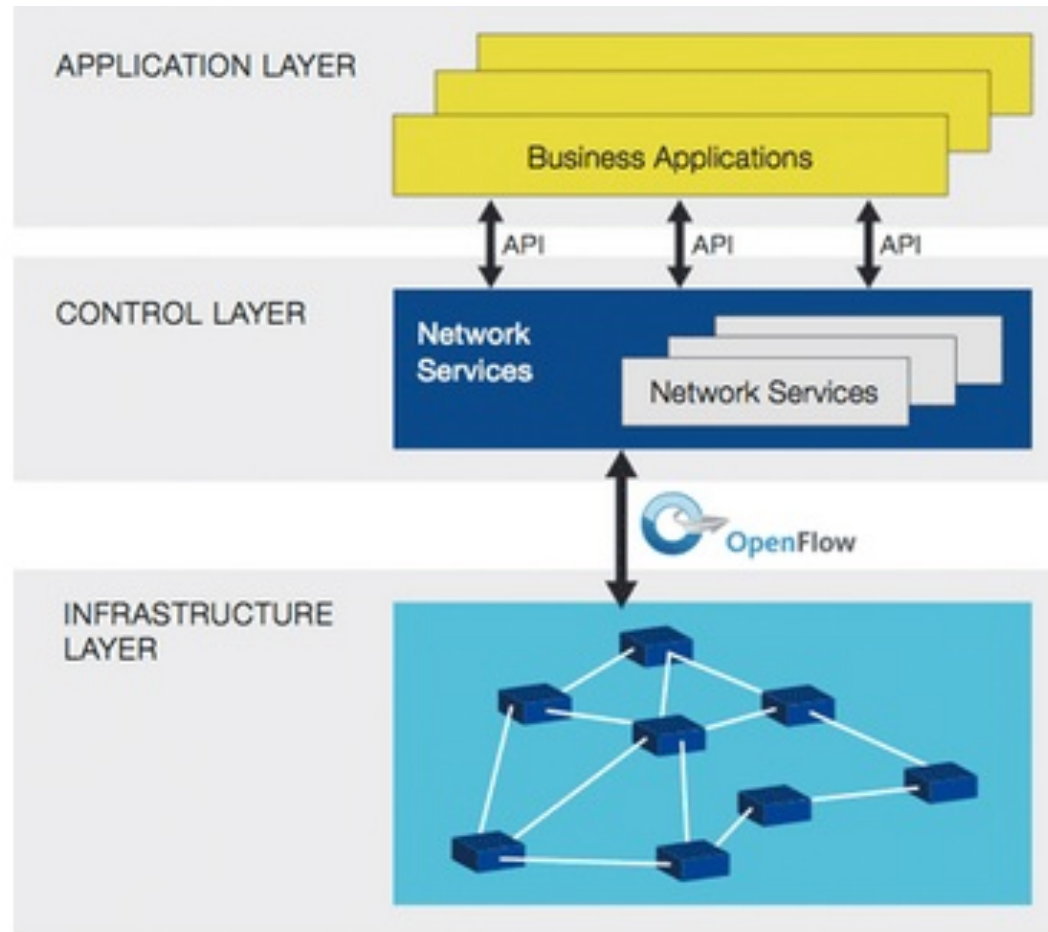 APPLICATION LAYER
Business Applications
API
API
API
CONTROL LAYER
Network
Services
Network Services
OpenFlow
INFRASTRUCTURE
LAYER